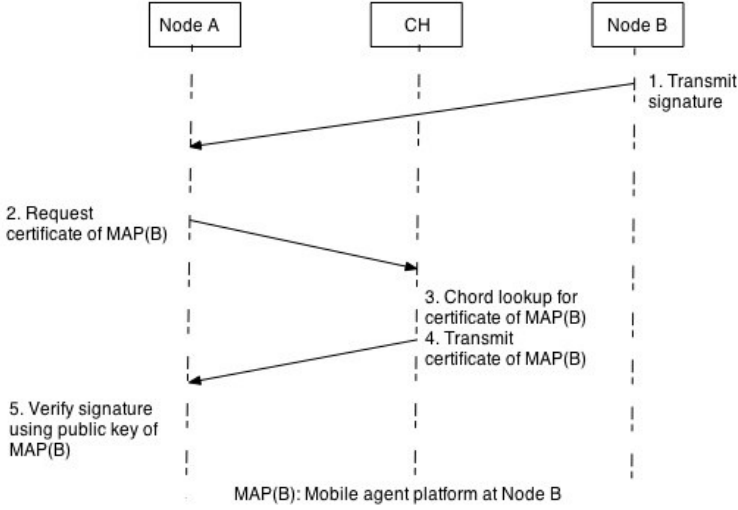 Node A
CH
Node B
1. Transmit
signature
2. Request
certificate of MAP(B)
3. Chord lookup for
certificate of MAP(B)
4. Transmit
certificate of MAP(B)
5. Verify signature
using public key of
MAP(B)
MAP(B): Mobile agent platform at Node B